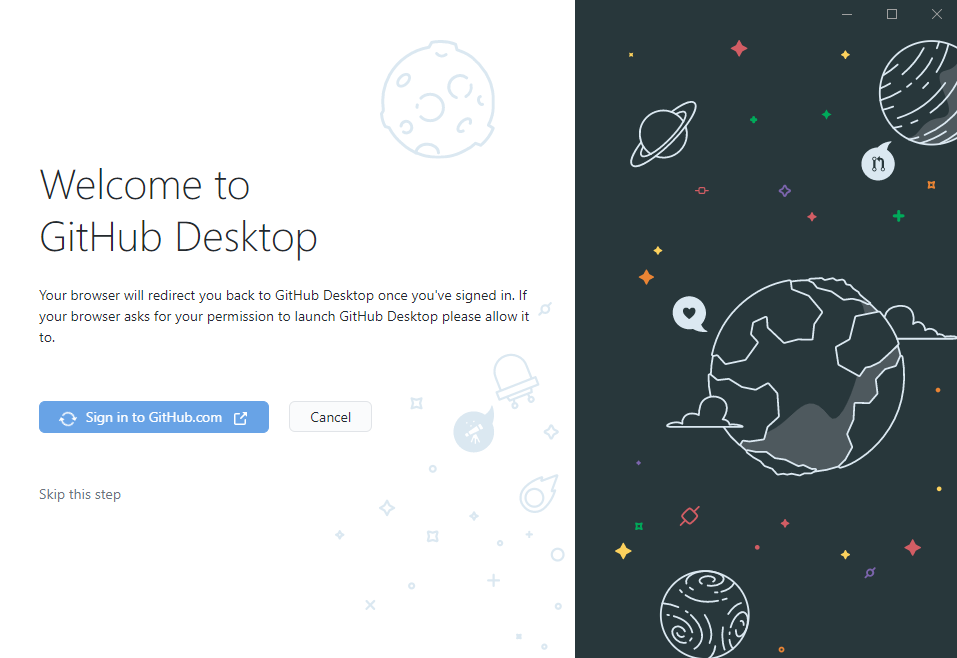 Welcome to
GitHub Desktop
Your browser will redirect you back to GitHub Desktop once you've signed in. If
your browser asks for your permission to launch GitHub Desktop please allow it
to.
Sign in to GitHub.com
Cancel
Skip this step